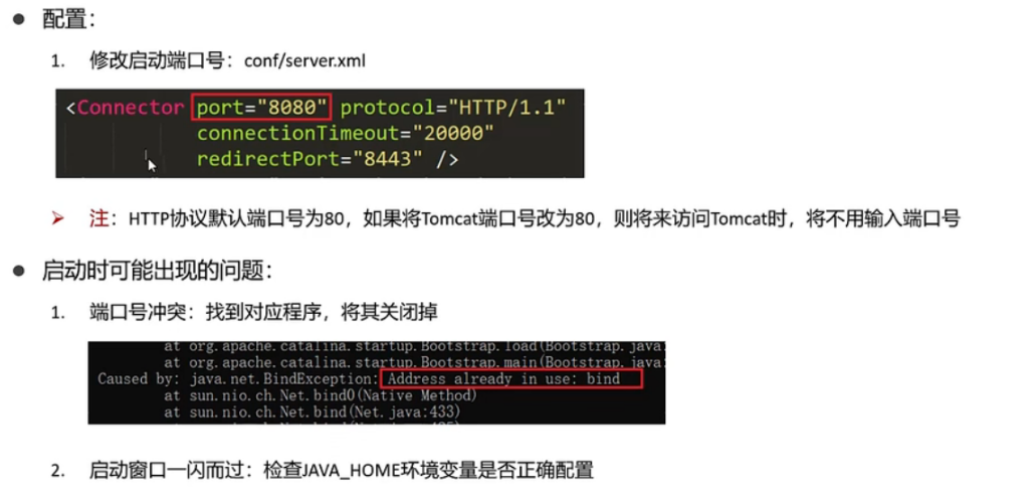 ● 配置：
1. 修改启动端口号：conf/server.xml
<Connector port="8080" protocol="HTTP/1.1"
connectionTimeout="20000"
redirectPort="8443" />
➢ 注：HTTP协议默认端口号为80，如果将Tomcat端口号改为80，则将来访问Tomcat时，将不用输入端口号
● 启动时可能出现的问题：
1. 端口号冲突：找到对应程序，将其关闭掉
at org.apache.catalina.startup.Bootstrap.load(Bootstrap.java
at org.apache.catalina.startup.Bootstrap.main(Bootstrap.java:
Caused by: java.net.BindException: Address already in use: bind
at sun.nio.ch.Net.bind0(Native Method)
at sun.nio.ch.Net.bind(Net.java:433)
2. 启动窗口一闪而过：检查JAVA_HOME环境变量是否正确配置